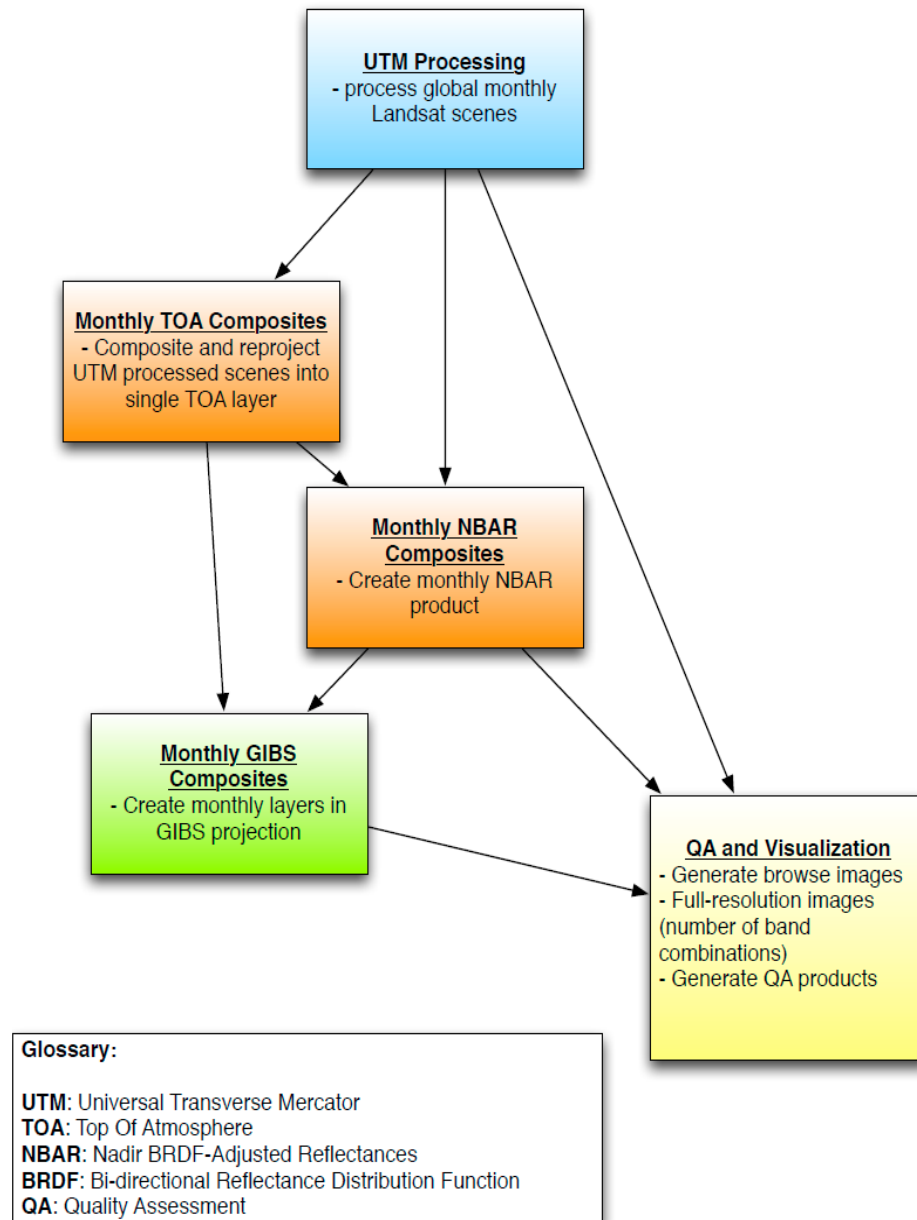 UTM Processing
- process global monthly
Landsat scenes
Monthly TOA Composites
- Composite and reproject
UTM processed scenes into
single TOA layer
Monthly NBAR
Composites
- Create monthly NBAR
product
Monthly GIBS
Composites
- Create monthly layers in
GIBS projection
QA and Visualization
- Generate browse images
- Full-resolution images
(number of band
combinations)
- Generate QA products
Glossary:
UTM: Universal Transverse Mercator
TOA: Top Of Atmosphere
NBAR: Nadir BRDF-Adjusted Reflectances
BRDF: Bi-directional Reflectance Distribution Function
QA: Quality Assessment